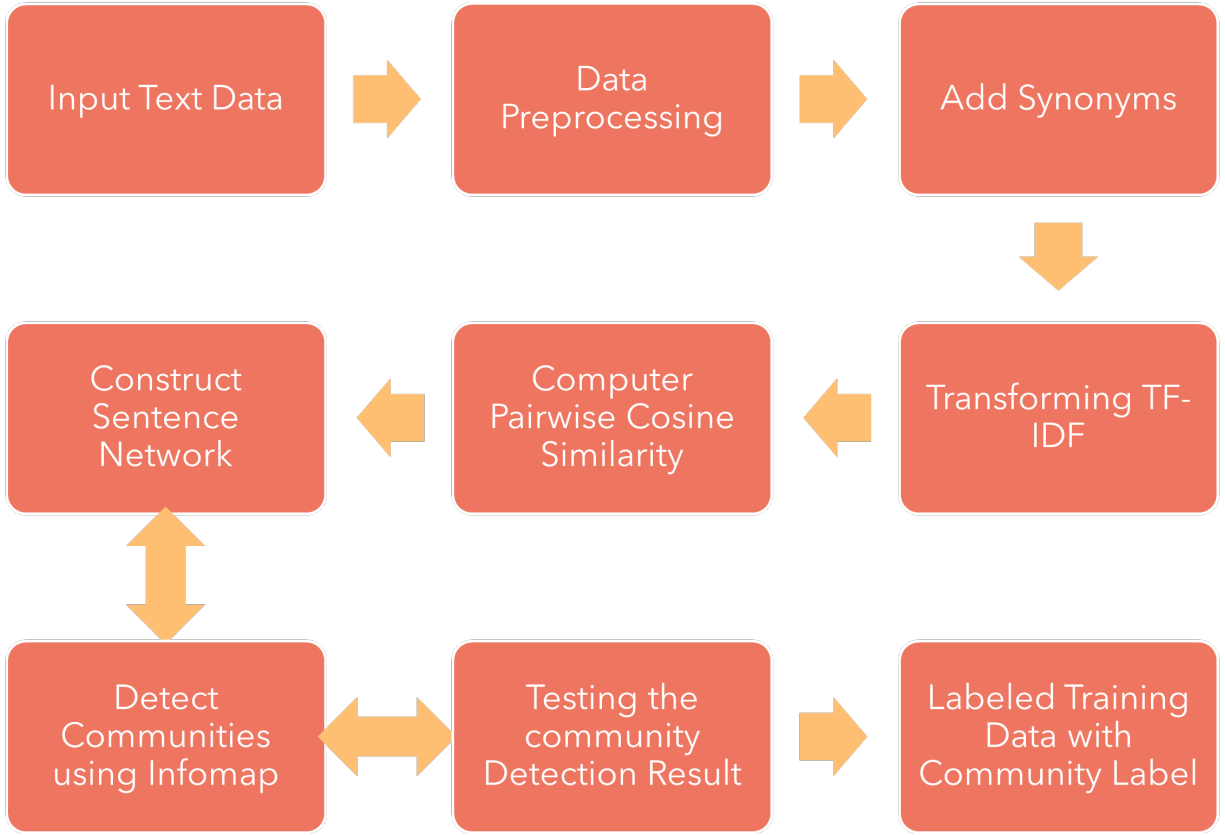 Input Text Data
Data
Preprocessing
Add Synonyms
Construct
Sentence
Network
Computer
Pairwise Cosine
Similarity
Transforming TF-
IDF
Detect
Communities
using Infomap
Testing the
community
Detection Result
Labeled Training
Data with
Community Label